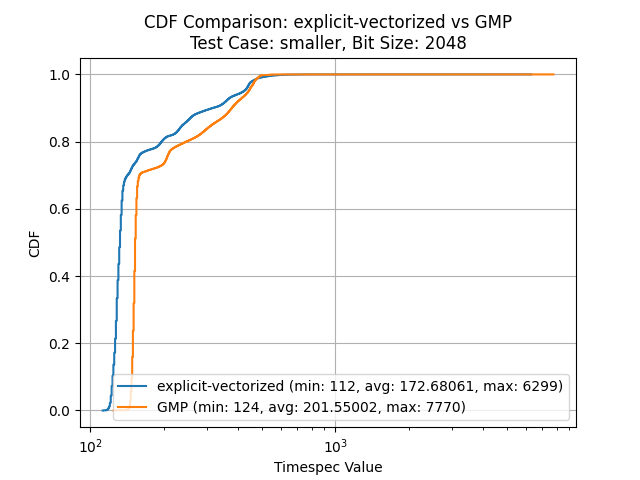 CDF Comparison: explicit-vectorized vs GMP
Test Case: smaller, Bit Size: 2048
CDF
1.0
0.8
0.6
0.4
0.2
0.0
explicit-vectorized (min: 112, avg: 172.68061, max: 6299)
GMP (min: 124, avg: 201.55002, max: 7770)
10² 10³
Timespec Value